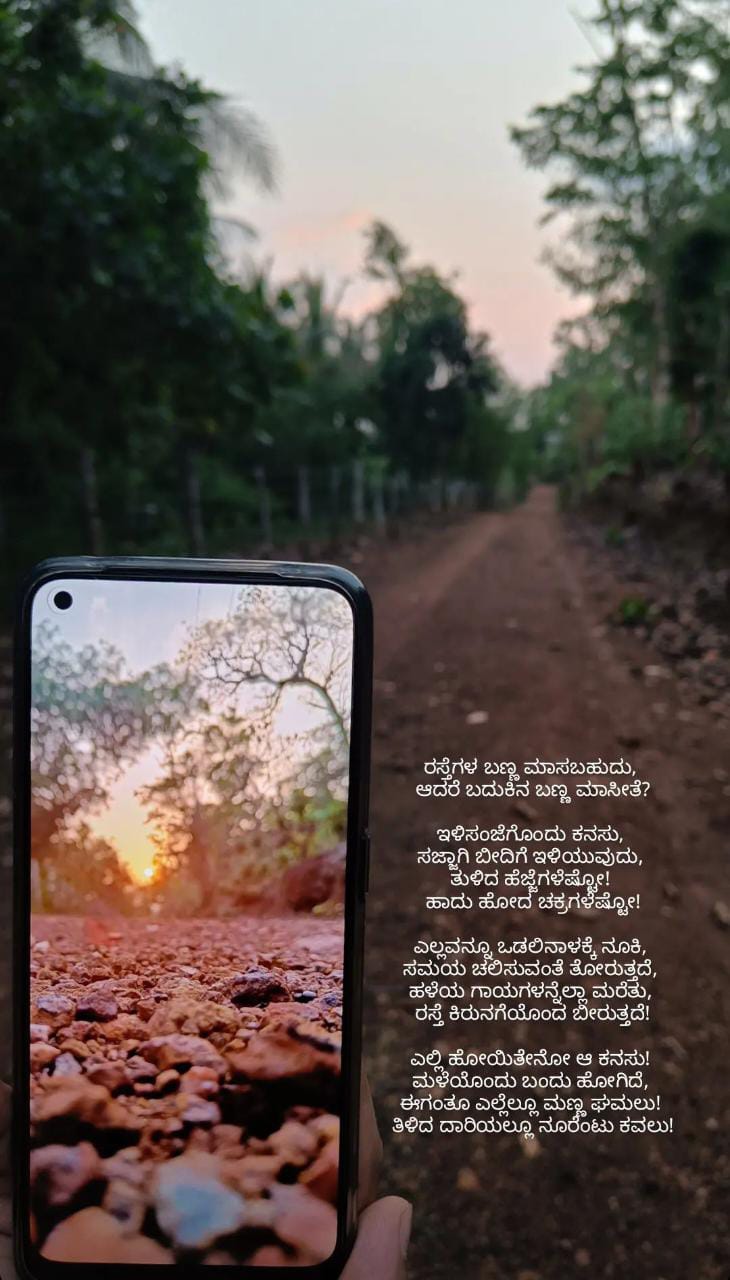 ರಸ್ತೆಗಳ ಬಣ್ಣ ಮಾಸಬಹುದು,
ಆದರೆ ಬದುಕಿನ ಬಣ್ಣ ಮಾಸೀತೆ?
ಇಳಿಸಂಜೆಗೊಂದು ಕನಸು,
ಸಜ್ಜಾಗಿ ಬೀದಿಗೆ ಇಳಿಯುವುದು,
ತುಳಿದ ಹೆಜ್ಜೆಗಳೆಷ್ಟೋ!
ಹಾದು ಹೋದ ಚಕ್ರಗಳೆಷ್ಟೋ!
ಎಲ್ಲವನ್ನೂ ಒಡಲಿನಾಳಕ್ಕೆ ನೂಕಿ,
ಸಮಯ ಚಲಿಸುವಂತೆ ತೋರುತ್ತದೆ,
ಹಳೆಯ ಗಾಯಗಳನ್ನೆಲ್ಲಾ ಮರೆತು,
ರಸ್ತೆ ಕಿರುನಗೆಯೊಂದ ಬೀರುತ್ತದೆ!
ಎಲ್ಲಿ ಹೋಯಿತೇನೋ ಆ ಕನಸು!
ಮಳೆಯೊಂದು ಬಂದು ಹೋಗಿದೆ,
ಈಗಂತೂ ಎಲ್ಲೆಲ್ಲೂ ಮಣ್ಣ ಘಮಲು!
ತಿಳಿದ ದಾರಿಯಲ್ಲೂ ನೂರೆಂಟು ಕವಲು!